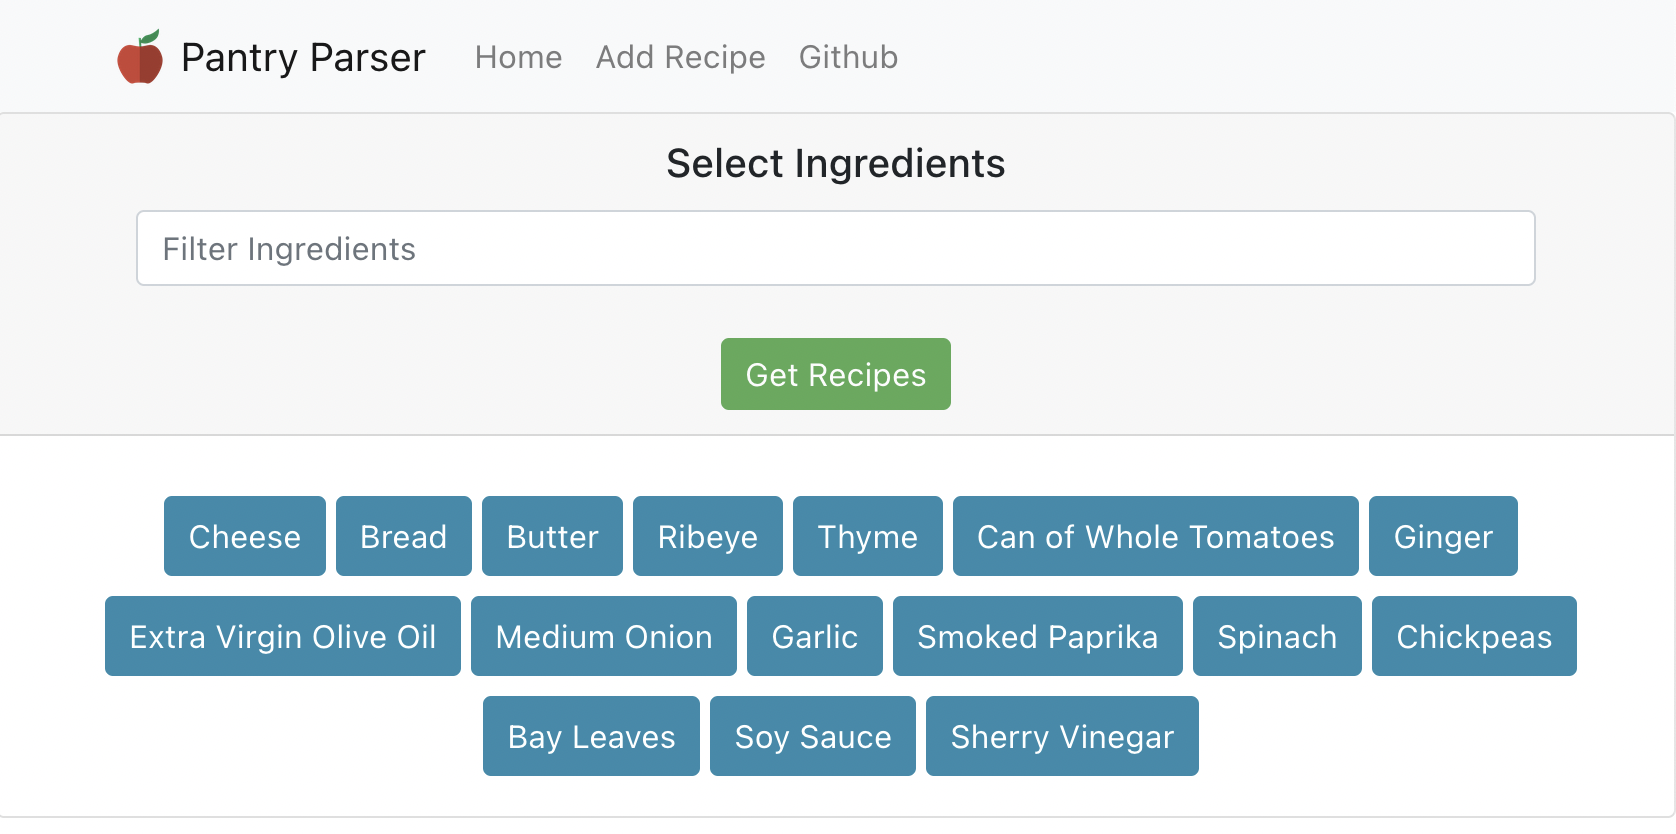 Pantry Parser Home Add Recipe Github
Select Ingredients
Filter Ingredients
Get Recipes
Cheese Bread Butter Ribeye Thyme Can of Whole Tomatoes Ginger
Extra Virgin Olive Oil Medium Onion Garlic Smoked Paprika Spinach Chickpeas
Bay Leaves Soy Sauce Sherry Vinegar